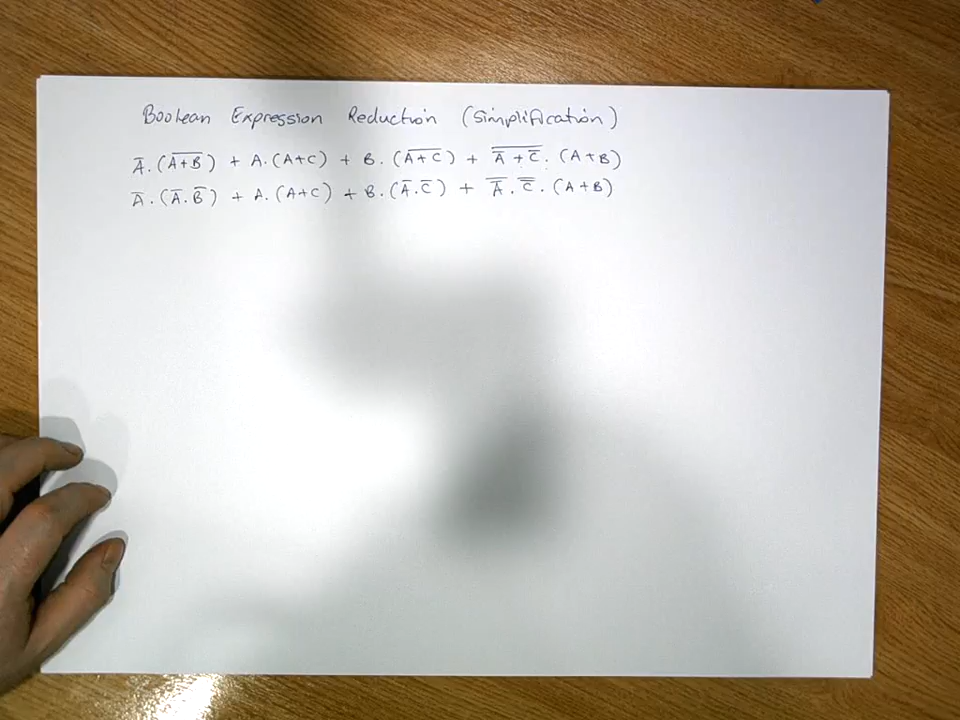 Boolean Expression Reduction (Simplification)
A̅.(A̅+̅B̅) + A.(A+C) + B.(A̅+̅C̅) + A̿ ̅+̅ ̅C̿.(A+B)
A̅.(A̅.B̅) + A.(A+C) + B.(A̅.C̅) + A̿.C̿.(A+B)